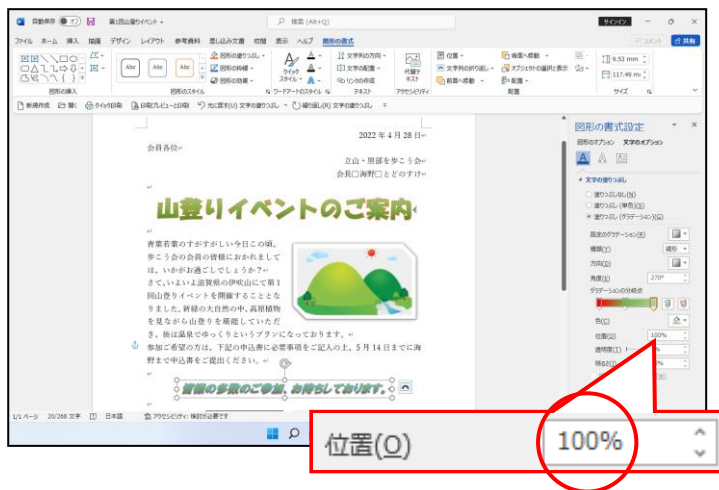 自動保存 オフ 第1回山登りイベント 検索 (Alt+Q) サインイン
ファイル ホーム 挿入 描画 デザイン レイアウト 参考資料 差し込み文書 校閲 表示 ヘルプ 図形の書式 コメント 共有
図形の塗りつぶし
図形の枠線
図形の効果
Abc Abc Abc
クイック スタイル
文字列の方向
文字の配置
リンクの作成
代替テキスト
位置
文字列の折り返し
前面へ移動
背面へ移動
オブジェクトの選択と表示
配置
9.53 mm
117.49 mm
図形の挿入 図形のスタイル ワードアートのスタイル テキスト アクセシビリティ 配置 サイズ
新規作成 開く クイック印刷 印刷プレビューと印刷 元に戻す(U) 文字の塗りつぶし 繰り返し(R) 文字の塗りつぶし
2022 年 4 月 28 日
会員各位
立山・黒部を歩こう会
会長□海野□とどのすけ
山登りイベントのご案内
青葉若葉のすがすがしい今日この頃、
歩こう会の会員の皆様におかれまして
は、いかがお過ごしでしょうか?
さて、いよいよ滋賀県の伊吹山にて第1
回山登りイベントを開催することとな
りました。新緑の大自然の中、高原植物
を見ながら山登りを堪能していただ
き、後は温泉でゆっくりというプランになっております。
参加ご希望の方は、下記の申込書に必要事項をご記入の上、5 月 14 日までに海
野まで申込書をご提出ください。
皆様の多数のご参加、お待ちしております。
図形の書式設定
図形のオプション 文字のオプション
文字の塗りつぶし
塗りつぶしなし(N)
塗りつぶし (単色)(S)
塗りつぶし (グラデーション)(G)
既定のグラデーション(R)
種類(Y) 線形
方向(D)
角度(E) 270°
グラデーションの分岐点
色(C)
位置(O) 100%
透明度(T)
明るさ(I)
1/1 ページ 20/268 文字 日本語 アクセシビリティ: 検討が必要です
位置(O) 100%